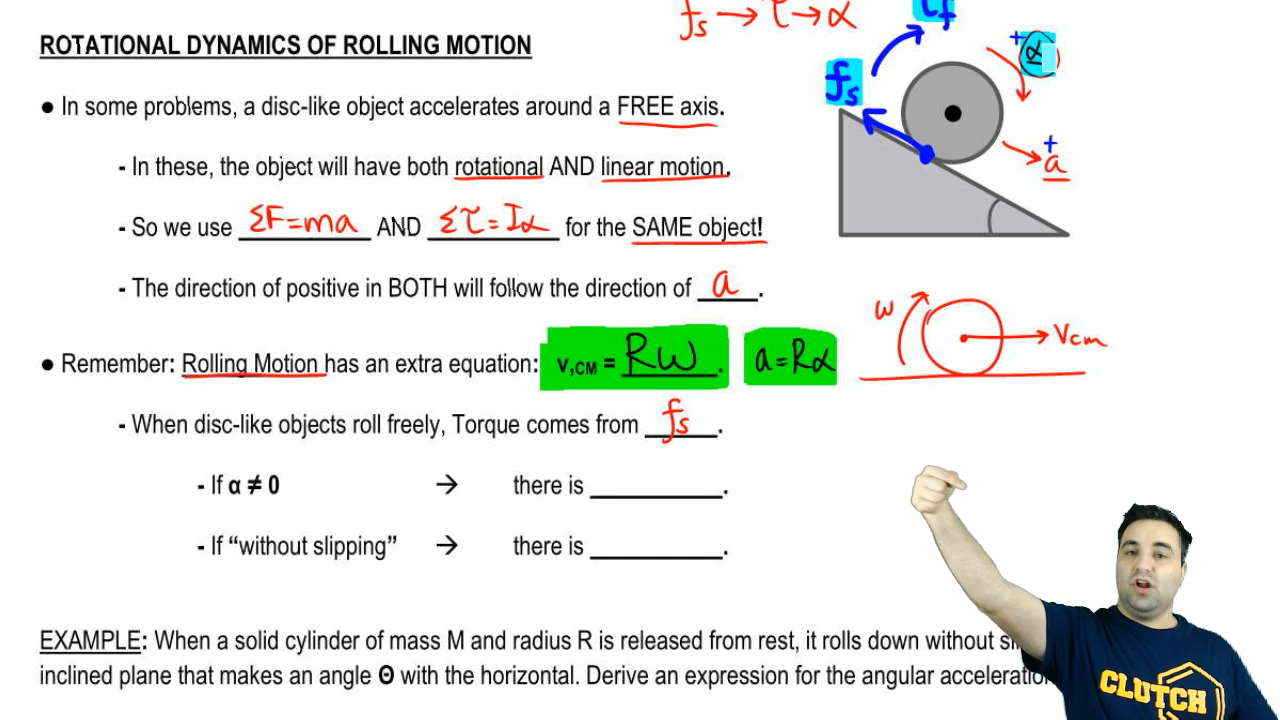 fs → τ → α
τf
ROTATIONAL DYNAMICS OF ROLLING MOTION
+ α
fs
● In some problems, a disc-like object accelerates around a FREE axis.
+
a
- In these, the object will have both rotational AND linear motion.
- So we use ΣF=ma AND Στ=Iα for the SAME object!
- The direction of positive in BOTH will follow the direction of a.
ω
Vcm
● Remember: Rolling Motion has an extra equation: v,CM = Rω. a=Rα
- When disc-like objects roll freely, Torque comes from fs.
- If α ≠ 0 → there is ________.
- If “without slipping” → there is ________.
EXAMPLE: When a solid cylinder of mass M and radius R is released from rest, it rolls down without
inclined plane that makes an angle Θ with the horizontal. Derive an expression for the angular
CLUTCH